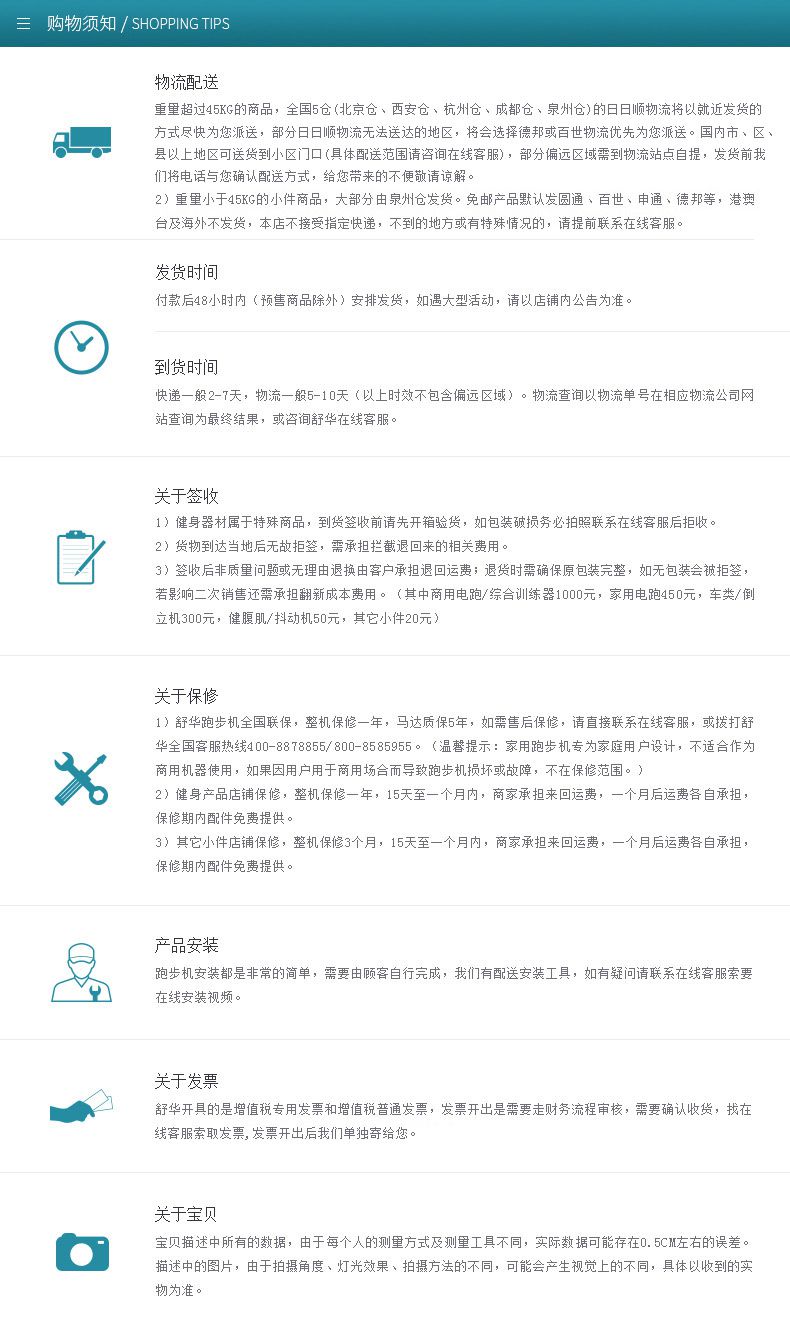 购物须知 / SHOPPING TIPS
物流配送
重量超过45KG的商品，全国5仓(北京仓、西安仓、杭州仓、成都仓、泉州仓)的日日顺物流将以就近发货的
方式尽快为您派送，部分日日顺物流无法送达的地区，将会选择德邦或百世物流优先为您派送。国内市、区、
县以上地区可送货到小区门口(具体配送范围请咨询在线客服)，部分偏远区域需到物流站点自提，发货前我
们将电话与您确认配送方式，给您带来的不便敬请谅解。
2）重量小于45KG的小件商品，大部分由泉州仓发货。免邮产品默认发圆通、百世、申通、德邦等，港澳
台及海外不发货，本店不接受指定快递，不到的地方或有特殊情况的，请提前联系在线客服。
发货时间
付款后48小时内（预售商品除外）安排发货，如遇大型活动，请以店铺内公告为准。
到货时间
快递一般2-7天，物流一般5-10天（以上时效不包含偏远区域）。物流查询以物流单号在相应物流公司网
站查询为最终结果，或咨询舒华在线客服。
关于签收
1）健身器材属于特殊商品，到货签收前请先开箱验货，如包装破损务必拍照联系在线客服后拒收。
2）货物到达当地后无故拒签，需承担拦截退回来的相关费用。
3）签收后非质量问题或无理由退换由客户承担退回运费；退货时需确保原包装完整，如无包装会被拒签，
若影响二次销售还需承担翻新成本费用。（其中商用电跑/综合训练器1000元，家用电跑450元，车类/倒
立机300元，健腹肌/抖动机50元，其它小件20元）
关于保修
1）舒华跑步机全国联保，整机保修一年，马达质保5年，如需售后保修，请直接联系在线客服，或拨打舒
华全国客服热线400-8878855/800-8585955。（温馨提示：家用跑步机专为家庭用户设计，不适合作为
商用机器使用，如果因用户用于商用场合而导致跑步机损坏或故障，不在保修范围。）
2）健身产品店铺保修，整机保修一年，15天至一个月内，商家承担来回运费，一个月后运费各自承担，
保修期内配件免费提供。
3）其它小件店铺保修，整机保修3个月，15天至一个月内，商家承担来回运费，一个月后运费各自承担，
保修期内配件免费提供。
产品安装
跑步机安装都是非常的简单，需要由顾客自行完成，我们有配送安装工具，如有疑问请联系在线客服索要
在线安装视频。
关于发票
舒华开具的是增值税专用发票和增值税普通发票，发票开出是需要走财务流程审核，需要确认收货，找在
线客服索取发票,发票开出后我们单独寄给您。
关于宝贝
宝贝描述中所有的数据，由于每个人的测量方式及测量工具不同，实际数据可能存在0.5CM左右的误差。
描述中的图片，由于拍摄角度、灯光效果、拍摄方法的不同，可能会产生视觉上的不同，具体以收到的实
物为准。